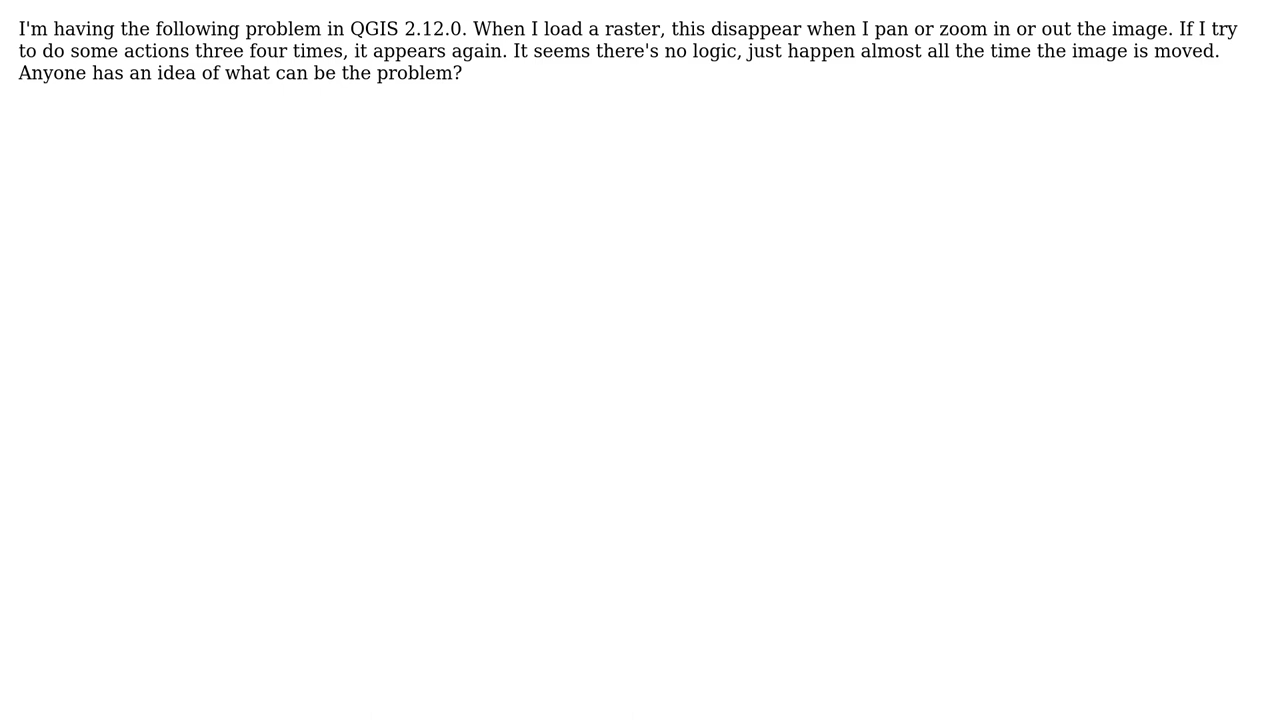 I'm having the following problem in QGIS 2.12.0. When I load a raster, this disappear when I pan or zoom in or out the image. If I try
to do some actions three four times, it appears again. It seems there's no logic, just happen almost all the time the image is moved.
Anyone has an idea of what can be the problem?